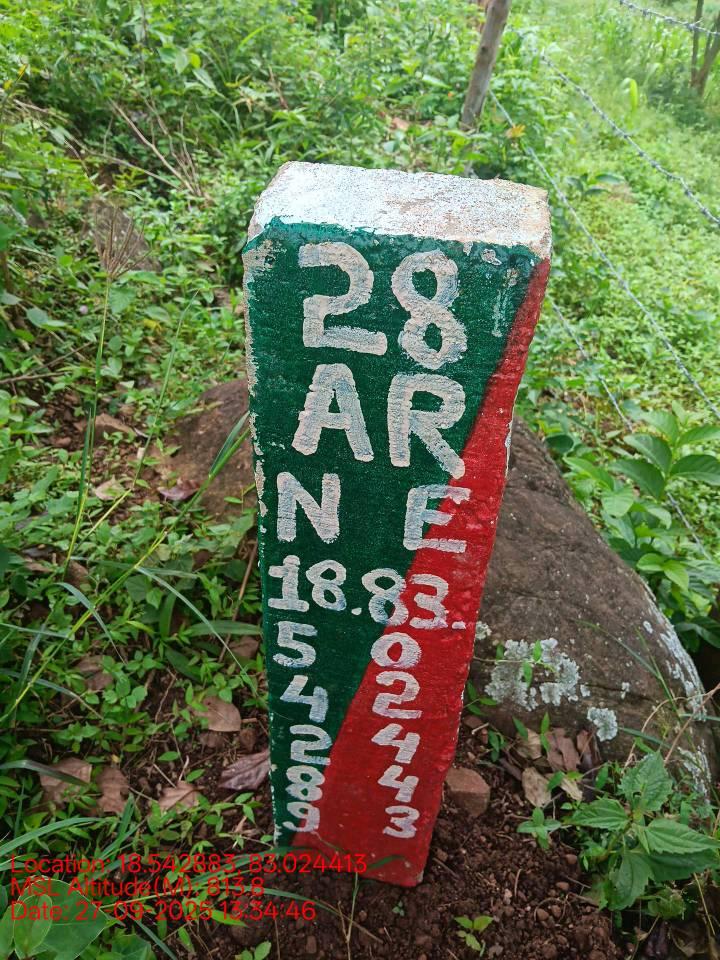 28
AR
N E
18.83.
5 0
4 2
2 4
8 4
9 3
Location: 18.542883, 83.024413
MSL Altitude(M): 813.8
Date: 27-09-2025 13:34:46